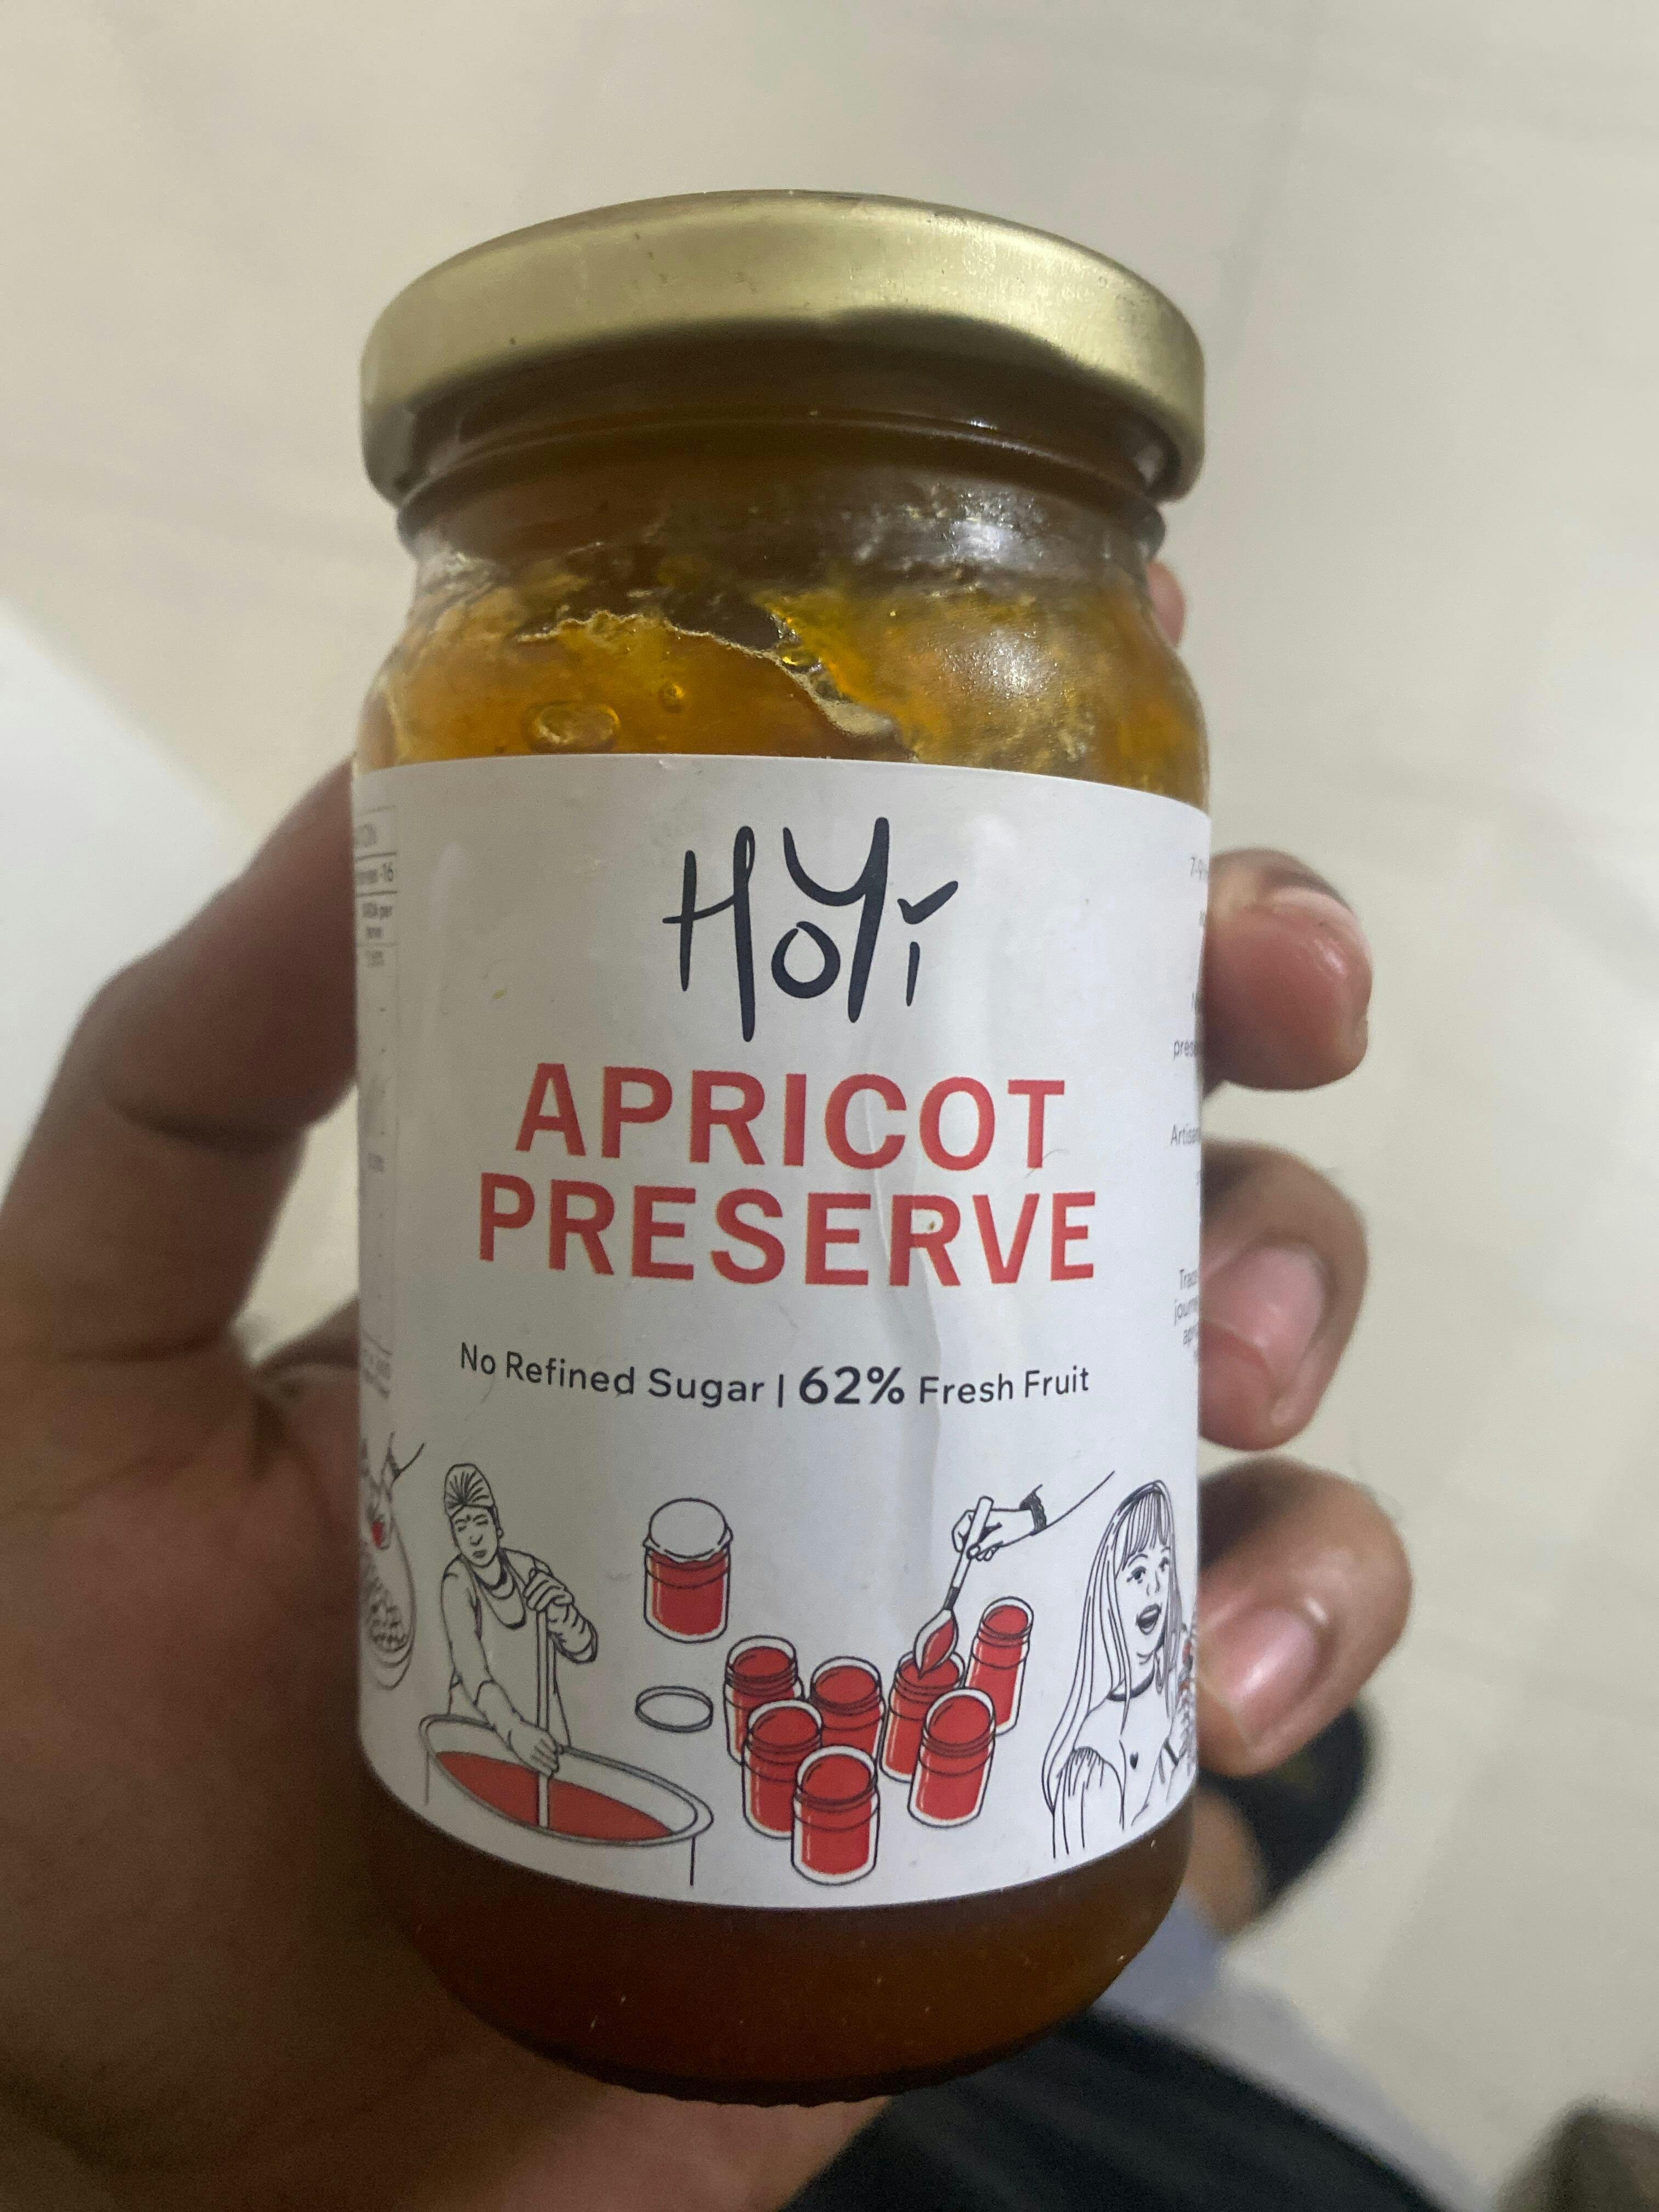 HoYi
APRICOT
PRESERVE
No Refined Sugar | 62% Fresh Fruit